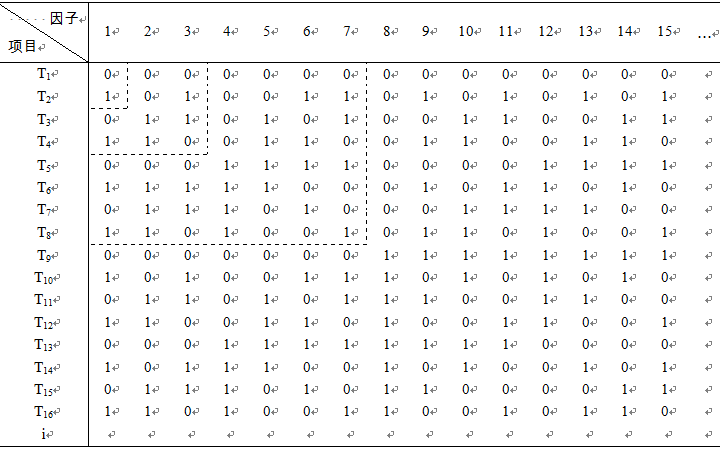 因子 1 2 3 4 5 6 7 8 9 10 11 12 13 14 15 …
项目
T1 0 0 0 0 0 0 0 0 0 0 0 0 0 0 0
T2 1 0 1 0 0 1 1 0 1 0 1 0 1 0 1
T3 0 1 1 0 1 0 1 0 0 1 1 0 0 1 1
T4 1 1 0 0 1 1 0 0 1 1 0 0 1 1 0
T5 0 0 0 1 1 1 1 0 0 0 0 1 1 1 1
T6 1 1 1 1 1 0 0 0 1 0 1 1 0 1 0
T7 0 1 1 1 0 1 0 0 0 1 1 1 1 0 0
T8 1 1 0 1 0 0 1 0 1 1 0 1 0 0 1
T9 0 0 0 0 0 0 0 1 1 1 1 1 1 1 1
T10 1 0 1 0 0 1 1 1 0 1 0 1 0 1 0
T11 0 1 1 0 1 0 1 1 1 0 0 1 1 0 0
T12 1 1 0 0 1 1 0 1 0 0 1 1 0 0 1
T13 0 0 0 1 1 1 1 1 1 1 1 0 0 0 0
T14 1 0 1 1 1 0 0 1 0 1 0 0 1 0 1
T15 0 1 1 1 0 1 0 1 1 0 0 0 0 1 1
T16 1 1 0 1 0 0 1 1 0 0 1 0 1 1 0
i